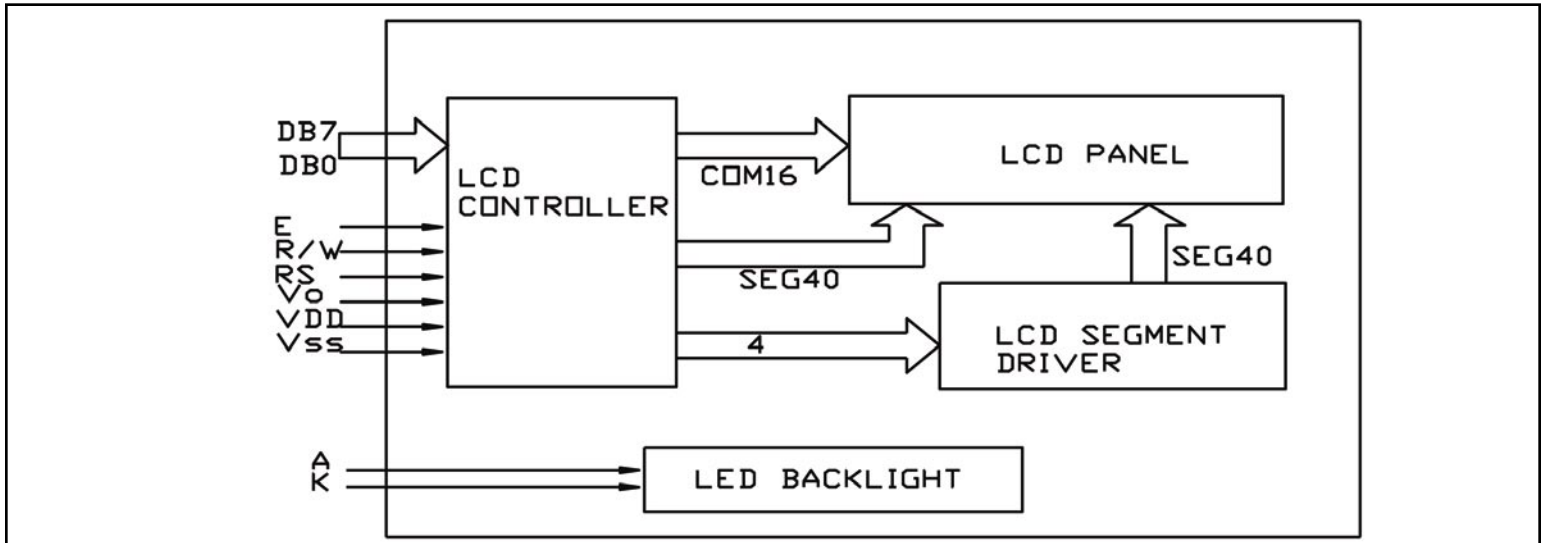 DB7
DB0
E
R/W
RS
Vo
VDD
Vss
LCD
CONTROLLER
COM16
SEG40
4
LCD PANEL
SEG40
LCD SEGMENT
DRIVER
A
K
LED BACKLIGHT